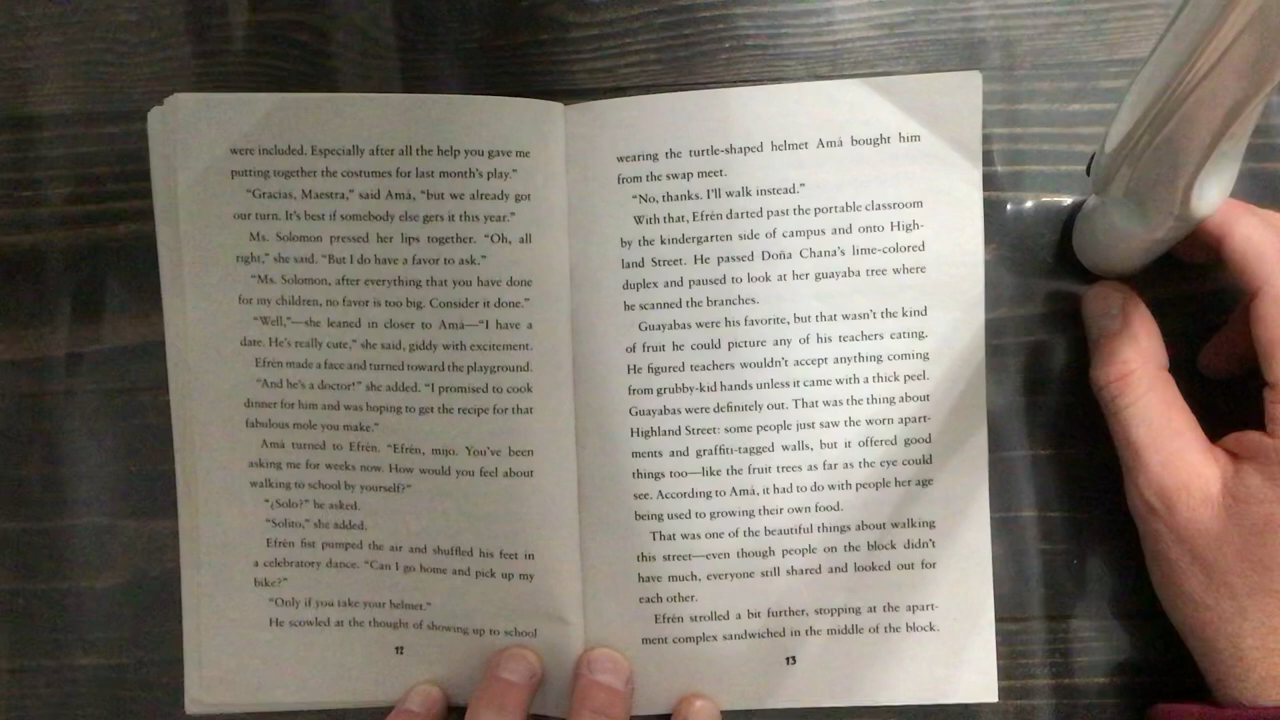 were included. Especially after all the help you gave me
putting together the costumes for last month's play."
"Gracias, Maestra," said Amá, "but we already got
our turn. It's best if somebody else gets it this year."
Ms. Solomon pressed her lips together. "Oh, all
right," she said. "But I do have a favor to ask."
"Ms. Solomon, after everything that you have done
for my children, no favor is too big. Consider it done."
"Well,"—she leaned in closer to Amá—"I have a
date. He's really cute," she said, giddy with excitement.
Efrén made a face and turned toward the playground.
"And he's a doctor!" she added. "I promised to cook
dinner for him and was hoping to get the recipe for that
fabulous mole you make."
Amá turned to Efrén. "Efrén, mijo. You've been
asking me for weeks now. How would you feel about
walking to school by yourself?"
"¿Solo?" he asked.
"Solito," she added.
Efrén fist pumped the air and shuffled his feet in
a celebratory dance. "Can I go home and pick up my
bike?"
"Only if you take your helmet."
He scowled at the thought of showing up to school
12
wearing the turtle-shaped helmet Amá bought him
from the swap meet.
"No, thanks. I'll walk instead."
With that, Efrén darted past the portable classroom
by the kindergarten side of campus and onto High-
land Street. He passed Doña Chana's lime-colored
duplex and paused to look at her guayaba tree where
he scanned the branches.
Guayabas were his favorite, but that wasn't the kind
of fruit he could picture any of his teachers eating.
He figured teachers wouldn't accept anything coming
from grubby-kid hands unless it came with a thick peel.
Guayabas were definitely out. That was the thing about
Highland Street: some people just saw the worn apart-
ments and graffiti-tagged walls, but it offered good
things too—like the fruit trees as far as the eye could
see. According to Amá, it had to do with people her age
being used to growing their own food.
That was one of the beautiful things about walking
this street—even though people on the block didn't
have much, everyone still shared and looked out for
each other.
Efrén strolled a bit further, stopping at the apart-
ment complex sandwiched in the middle of the block.
13